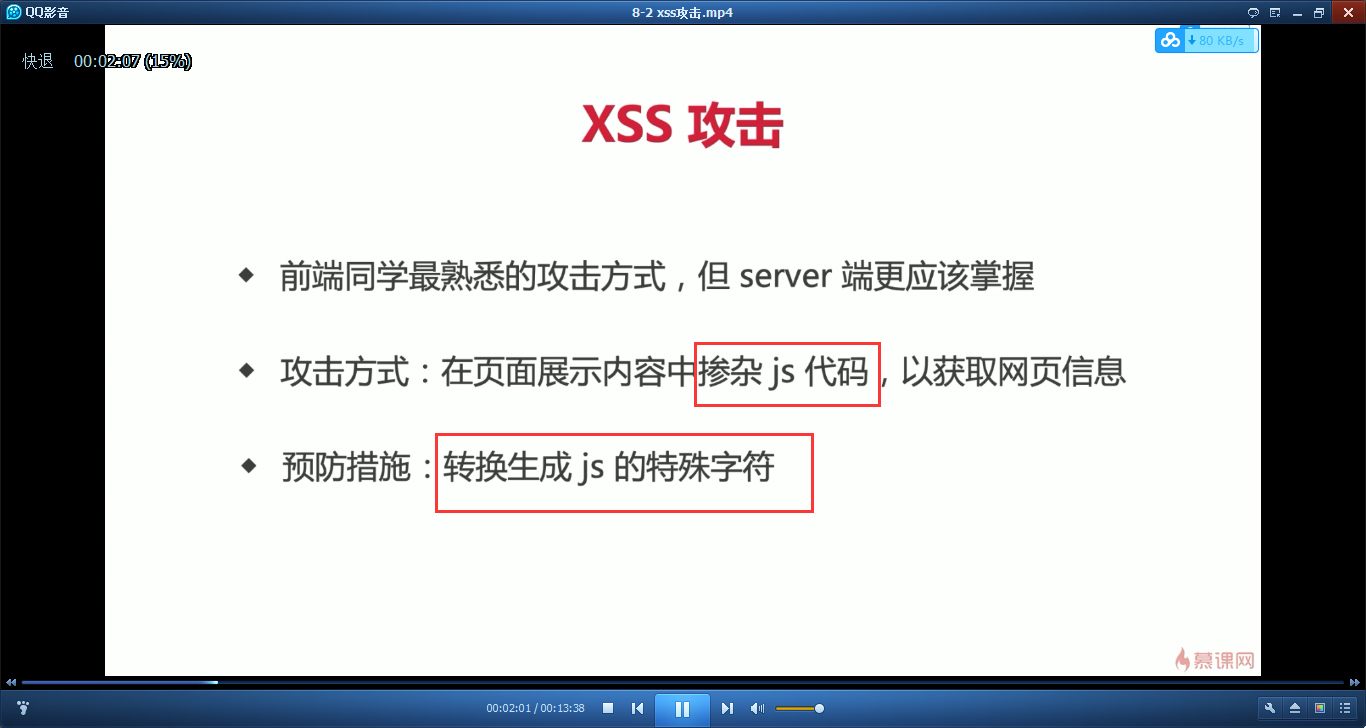 QQ影音
8-2 xss攻击.mp4
快退 00:02:07 (15%)
80 KB/s
XSS 攻击
前端同学最熟悉的攻击方式，但 server 端更应该掌握
攻击方式：在页面展示内容中掺杂 js 代码，以获取网页信息
预防措施：转换生成 js 的特殊字符
慕课网
00:02:01 / 00:13:38